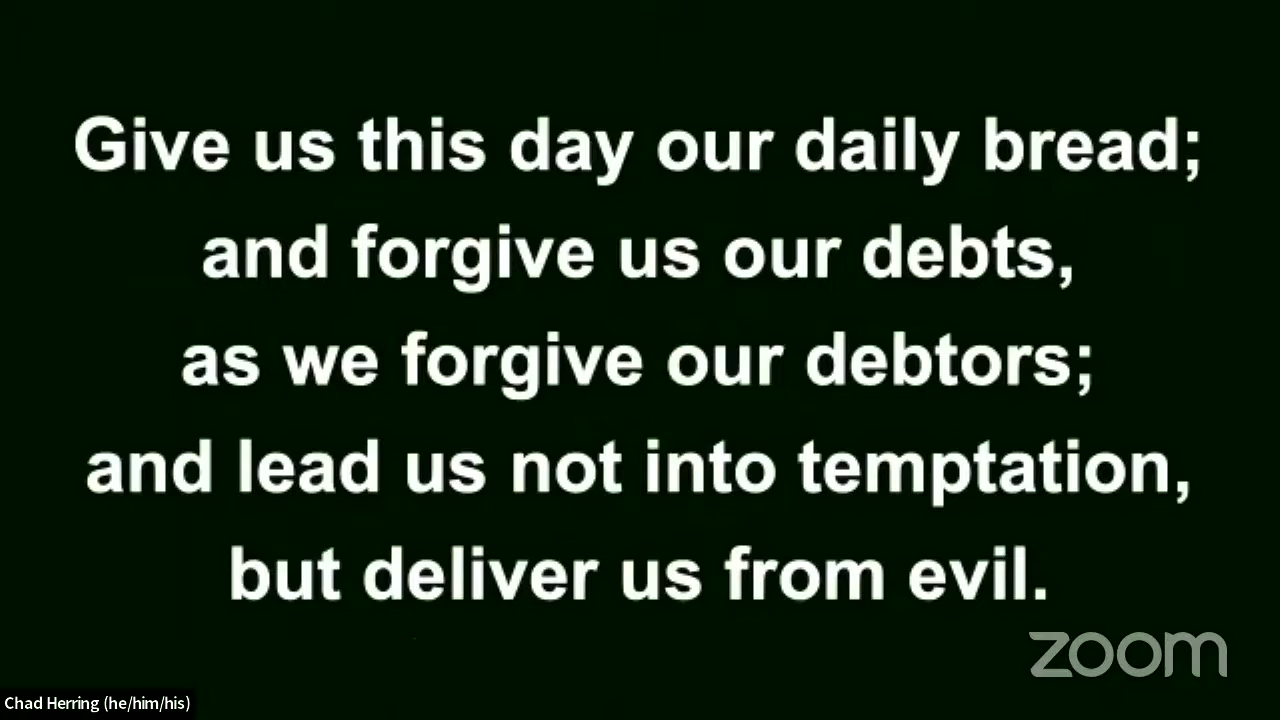 Give us this day our daily bread;
and forgive us our debts,
as we forgive our debtors;
and lead us not into temptation,
but deliver us from evil.
zoom
Chad Herring (he/him/his)